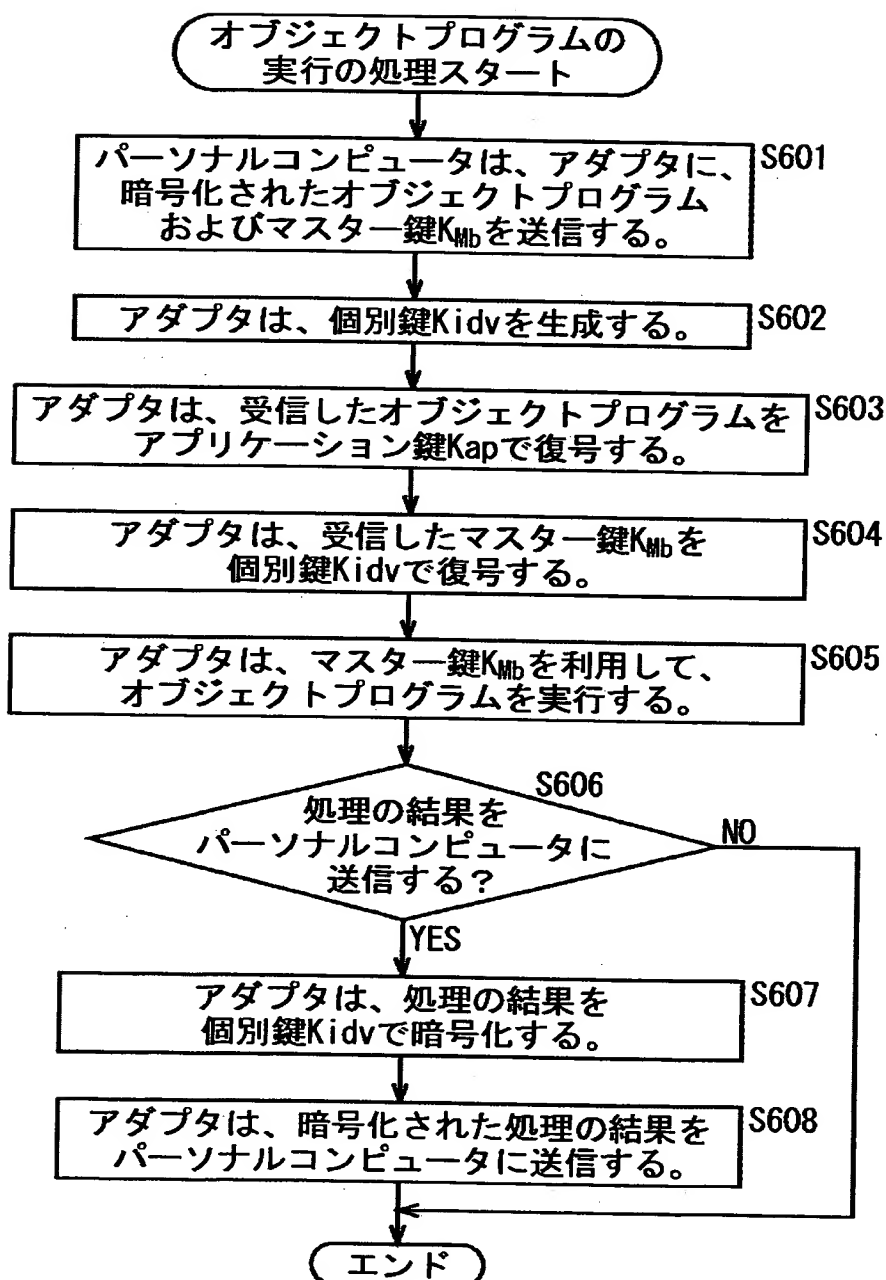 オブジェクトプログラムの
実行の処理スタート
S601
パーソナルコンピュータは、アダプタに、
暗号化されたオブジェクトプログラム
およびマスター鍵KMbを送信する。
アダプタは、個別鍵Kidvを生成する。
S602
アダプタは、受信したオブジェクトプログラムを
アプリケーション鍵Kapで復号する。
S603
アダプタは、受信したマスター鍵KMbを
個別鍵Kidvで復号する。
S604
アダプタは、マスター鍵KMbを利用して、
オブジェクトプログラムを実行する。
S605
S606
処理の結果を
パーソナルコンピュータに
送信する？
NO
YES
アダプタは、処理の結果を
個別鍵Kidvで暗号化する。
S607
アダプタは、暗号化された処理の結果を
パーソナルコンピュータに送信する。
S608
エンド